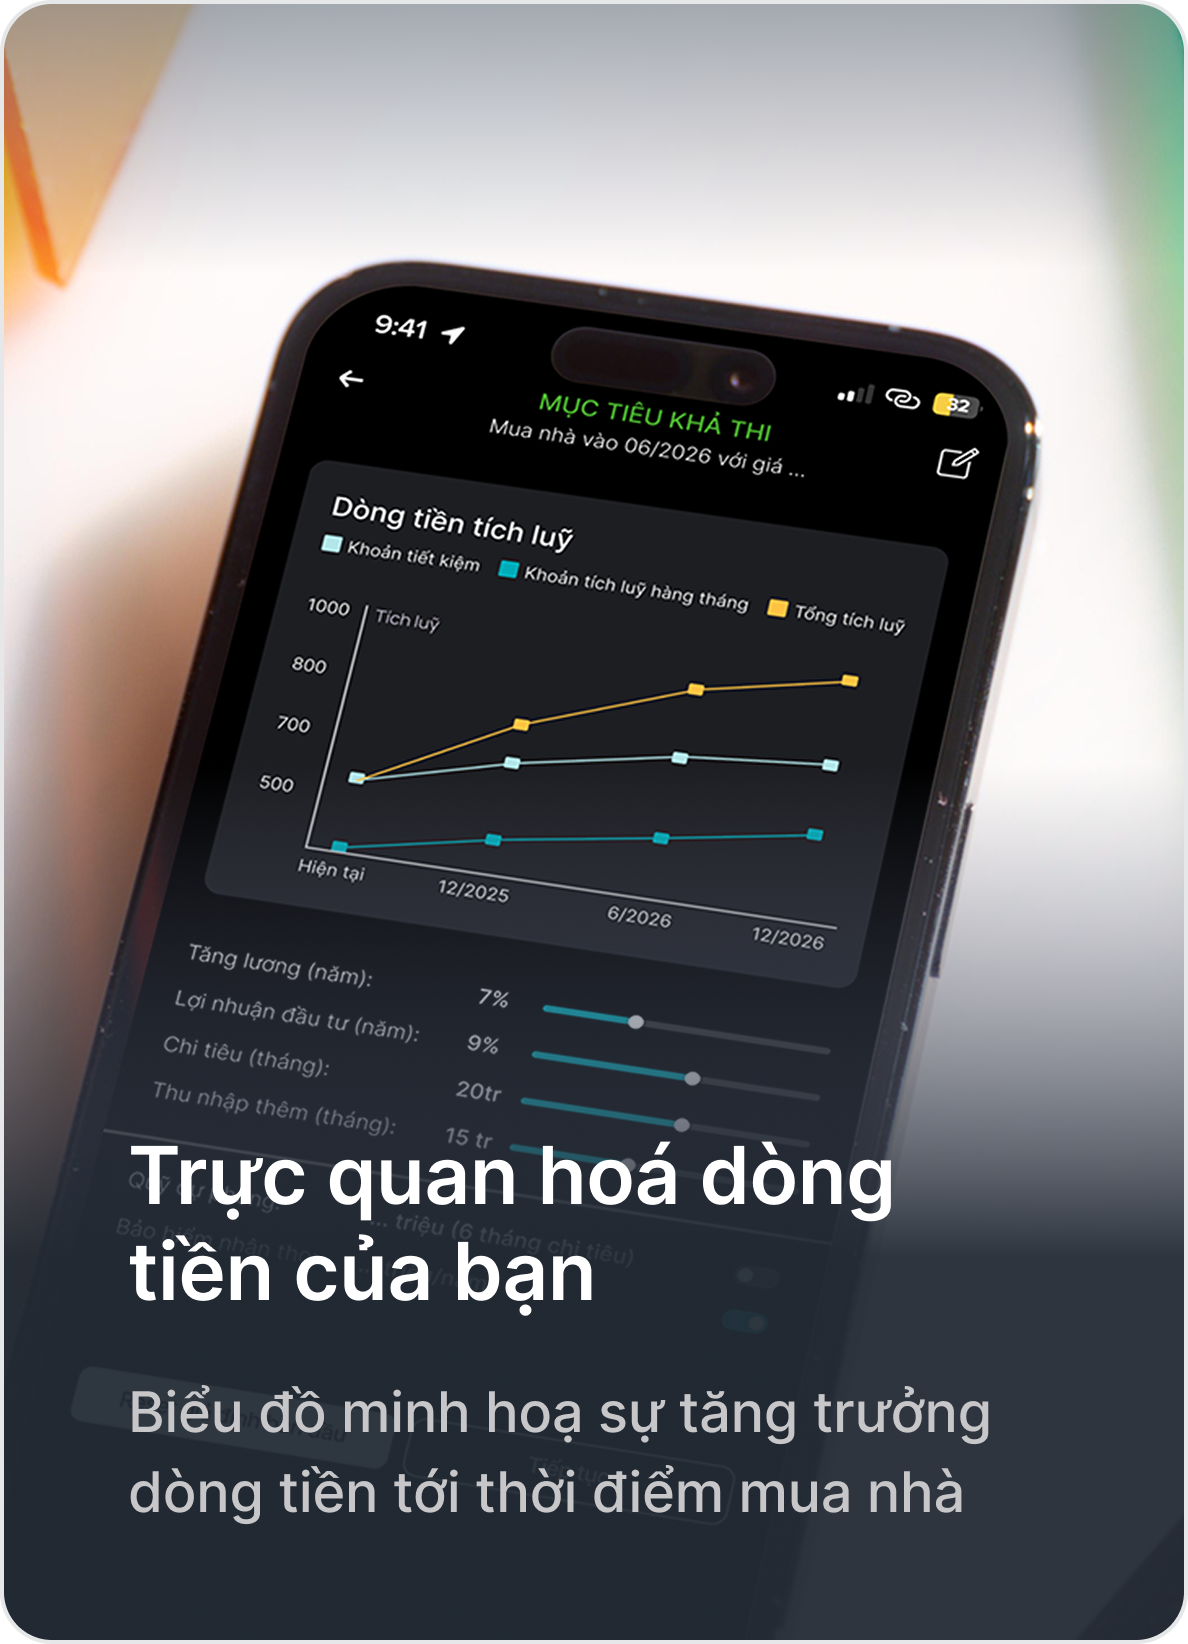 9:41
32
MỤC TIÊU KHẢ THI
Mua nhà vào 06/2026 với giá ...
Dòng tiền tích luỹ
Khoản tiết kiệm
Khoản tích luỹ hàng tháng
Tổng tích luỹ
1000
Tích luỹ
800
700
500
Hiện tại
12/2025
6/2026
12/2026
Tăng lương (năm):
7%
Lợi nhuận đầu tư (năm):
9%
Chi tiêu (tháng):
20tr
Thu nhập thêm (tháng):
15 tr
... triệu (6 tháng chi tiêu)
Trực quan hoá dòng
tiền của bạn
Biểu đồ minh hoạ sự tăng trưởng
dòng tiền tới thời điểm mua nhà